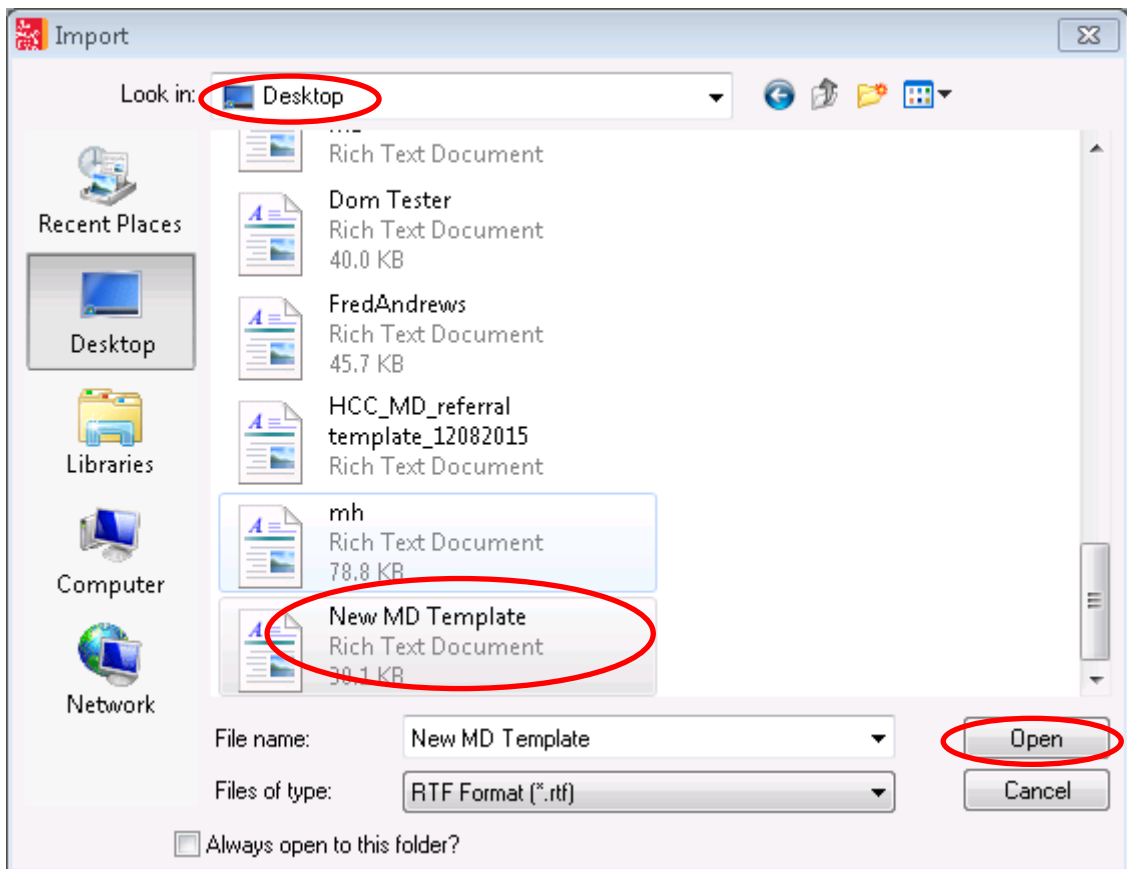 Import
Look in:
Desktop
Rich Text Document
Recent Places
Dom Tester
Rich Text Document
40.0 KB
Desktop
FredAndrews
Rich Text Document
45.7 KB
Libraries
HCC_MD_referral
template_12082015
Rich Text Document
Computer
mh
Rich Text Document
78.8 KB
Network
New MD Template
Rich Text Document
File name:
New MD Template
Open
Files of type:
RTF Format (*.rtf)
Cancel
Always open to this folder?